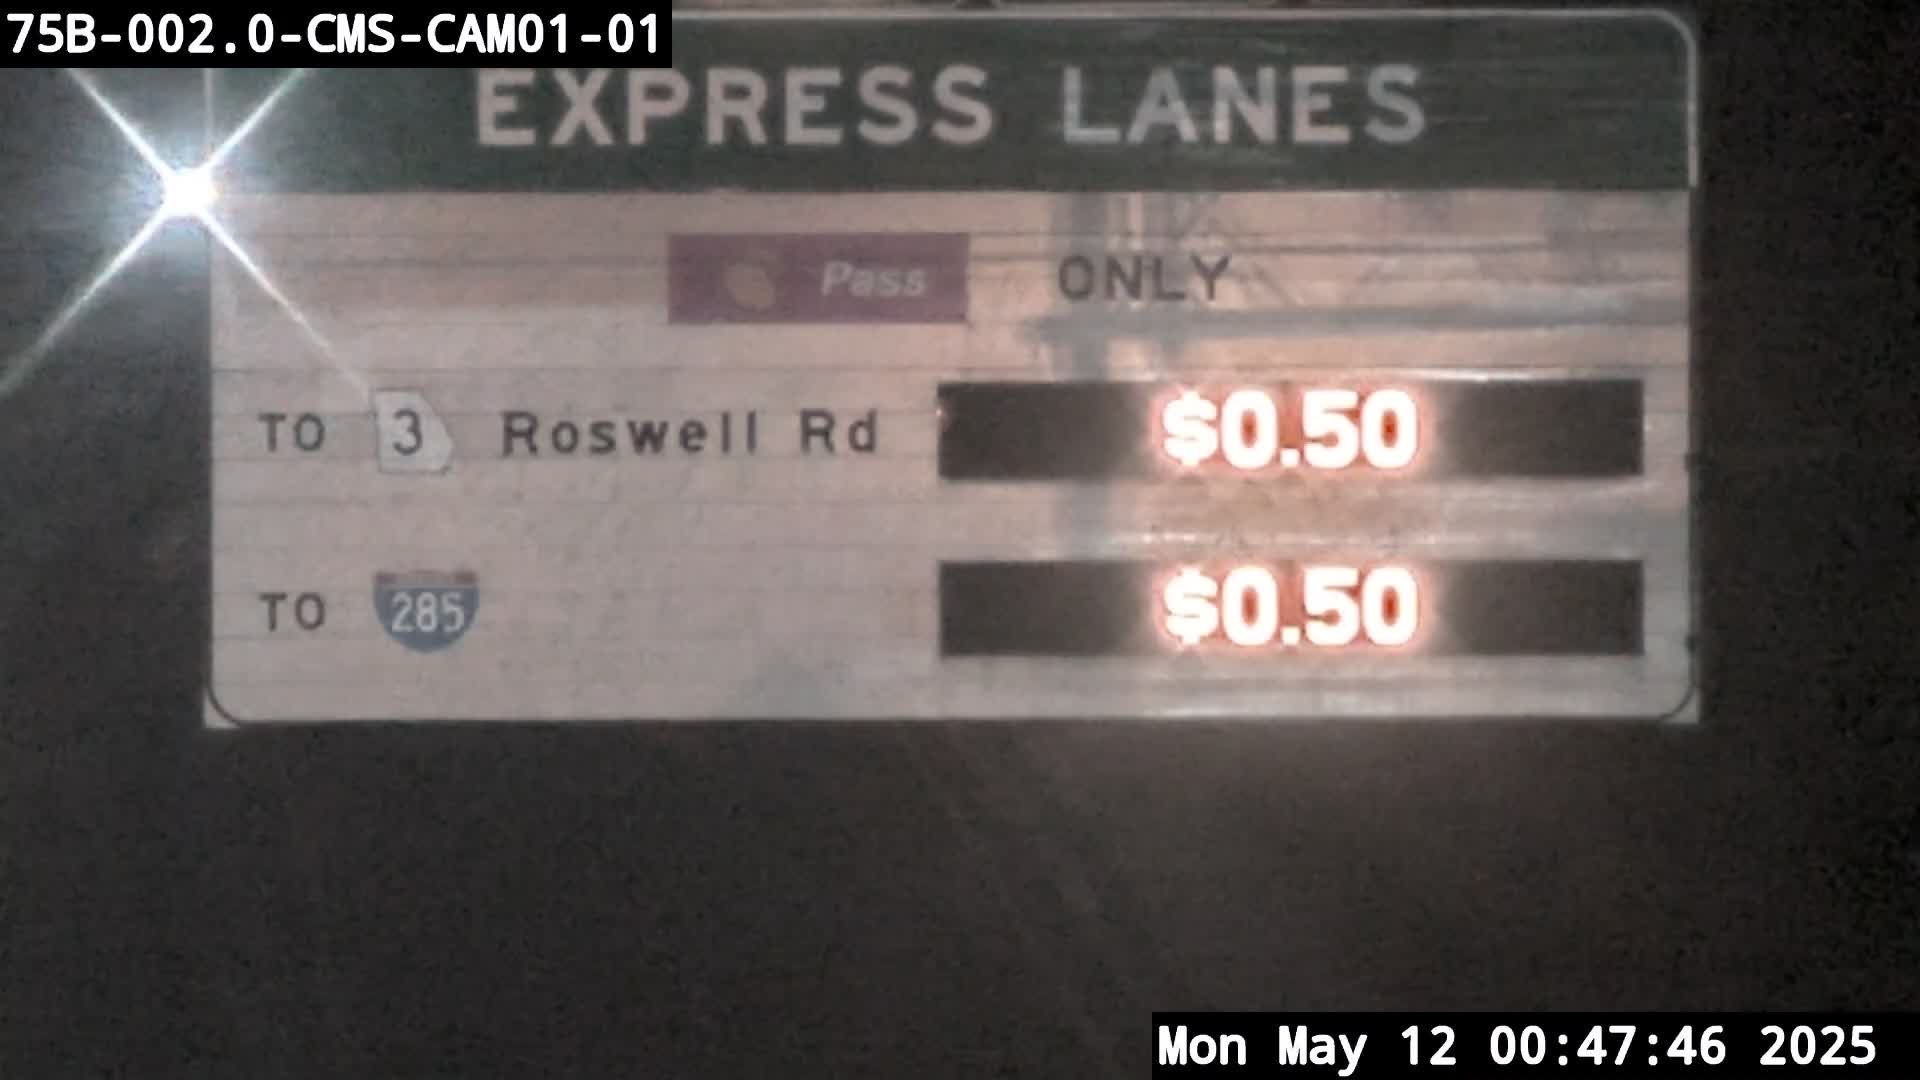 75B-002.0-CMS-CAM01-01
EXPRESS LANES
Pass ONLY
TO 3 Roswell Rd $0.50
TO 285 $0.50
Mon May 12 00:47:46 2025